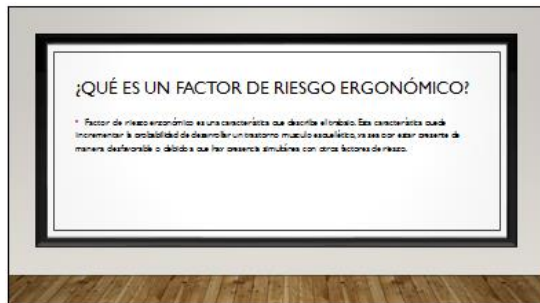 ¿QUÉ ES UN FACTOR DE RIESGO ERGONÓMICO?
• Factor de riesgo ergonómico es una característica que describe el trabajo. Esta característica puede
incrementar la probabilidad de desarrollar un trastorno musculo esquelético, ya sea por estar presente de
manera desfavorable o debido a que hay presencia simultánea con otros factores de riesgo.